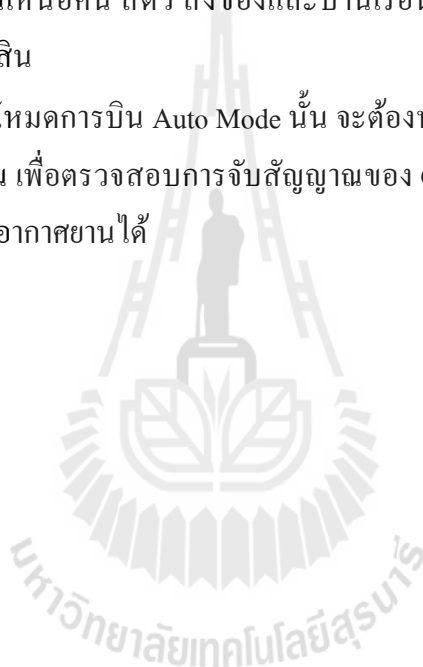 เหนือคน สัตว์ สิ่งของและบ้านเรือน
สิน
โหมดการบิน Auto Mode นั้น จะต้องท
น เพื่อตรวจสอบการจับสัญญาณของ
อากาศยานได้
มหาวิทยาลัยเทคโนโลยีสุรนารี